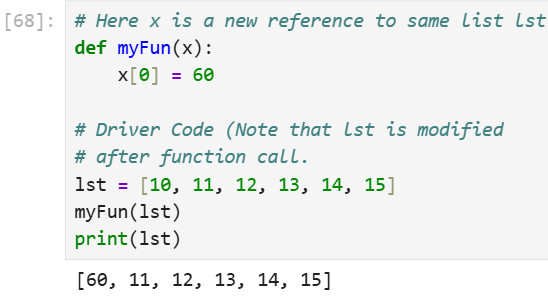 [68]: # Here x is a new reference to same list lst
def myFun(x):
    x[0] = 60
# Driver Code (Note that lst is modified
# after function call.
lst = [10, 11, 12, 13, 14, 15]
myFun(lst)
print(lst)
[60, 11, 12, 13, 14, 15]